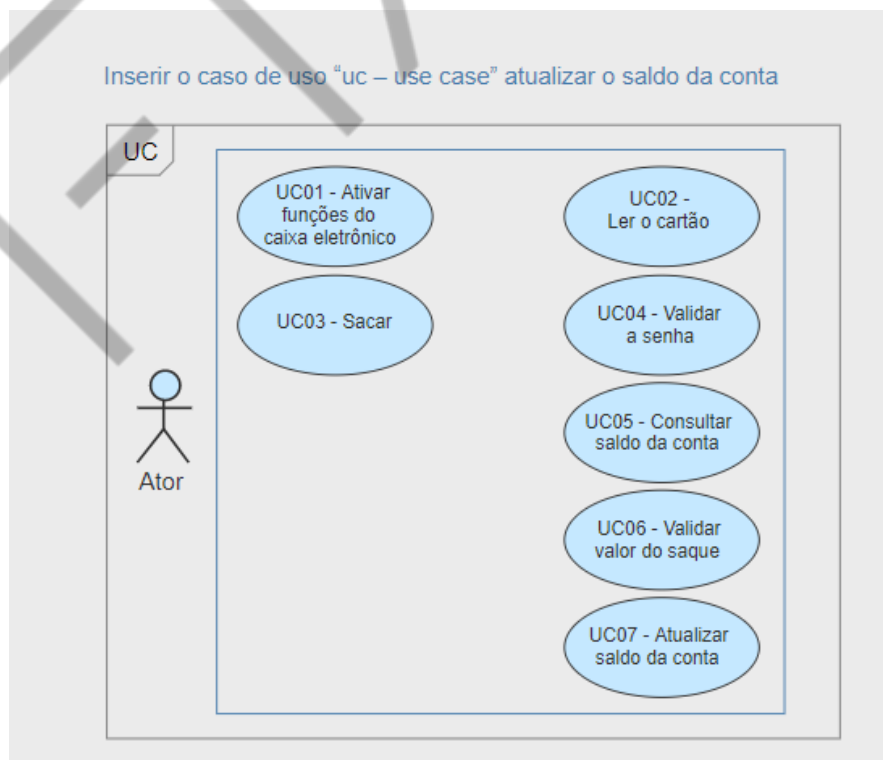 Inserir o caso de uso “uc – use case” atualizar o saldo da conta
UC
UC01 - Ativar
funções do
caixa eletrônico
UC02 -
Ler o cartão
UC03 - Sacar
UC04 - Validar
a senha
UC05 - Consultar
saldo da conta
Ator
UC06 - Validar
valor do saque
UC07 - Atualizar
saldo da conta